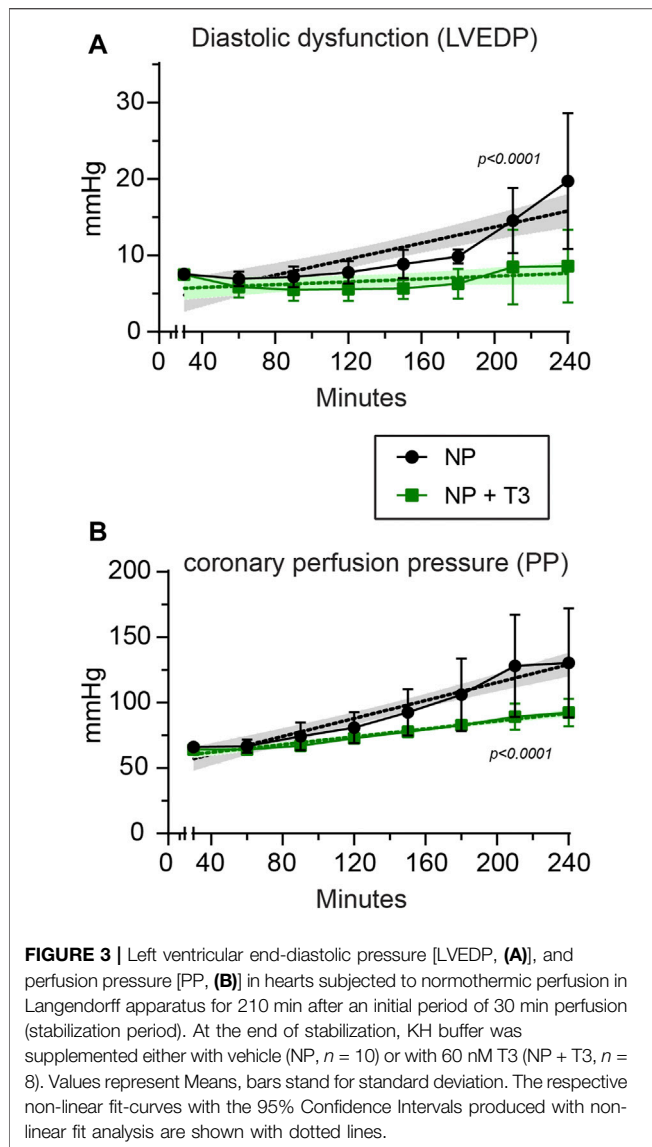 A
Diastolic dysfunction (LVEDP)
mmHg
30
20
10
0
p<0.0001
0 40 80 120 160 200 240
Minutes
NP
NP + T3
B
coronary perfusion pressure (PP)
mmHg
200
150
100
50
0
p<0.0001
0 40 80 120 160 200 240
Minutes
FIGURE 3 | Left ventricular end-diastolic pressure [LVEDP, (A)], and
perfusion pressure [PP, (B)] in hearts subjected to normothermic perfusion in
Langendorff apparatus for 210 min after an initial period of 30 min perfusion
(stabilization period). At the end of stabilization, KH buffer was
supplemented either with vehicle (NP, n = 10) or with 60 nM T3 (NP + T3, n =
8). Values represent Means, bars stand for standard deviation. The respective
non-linear fit-curves with the 95% Confidence Intervals produced with non-
linear fit analysis are shown with dotted lines.